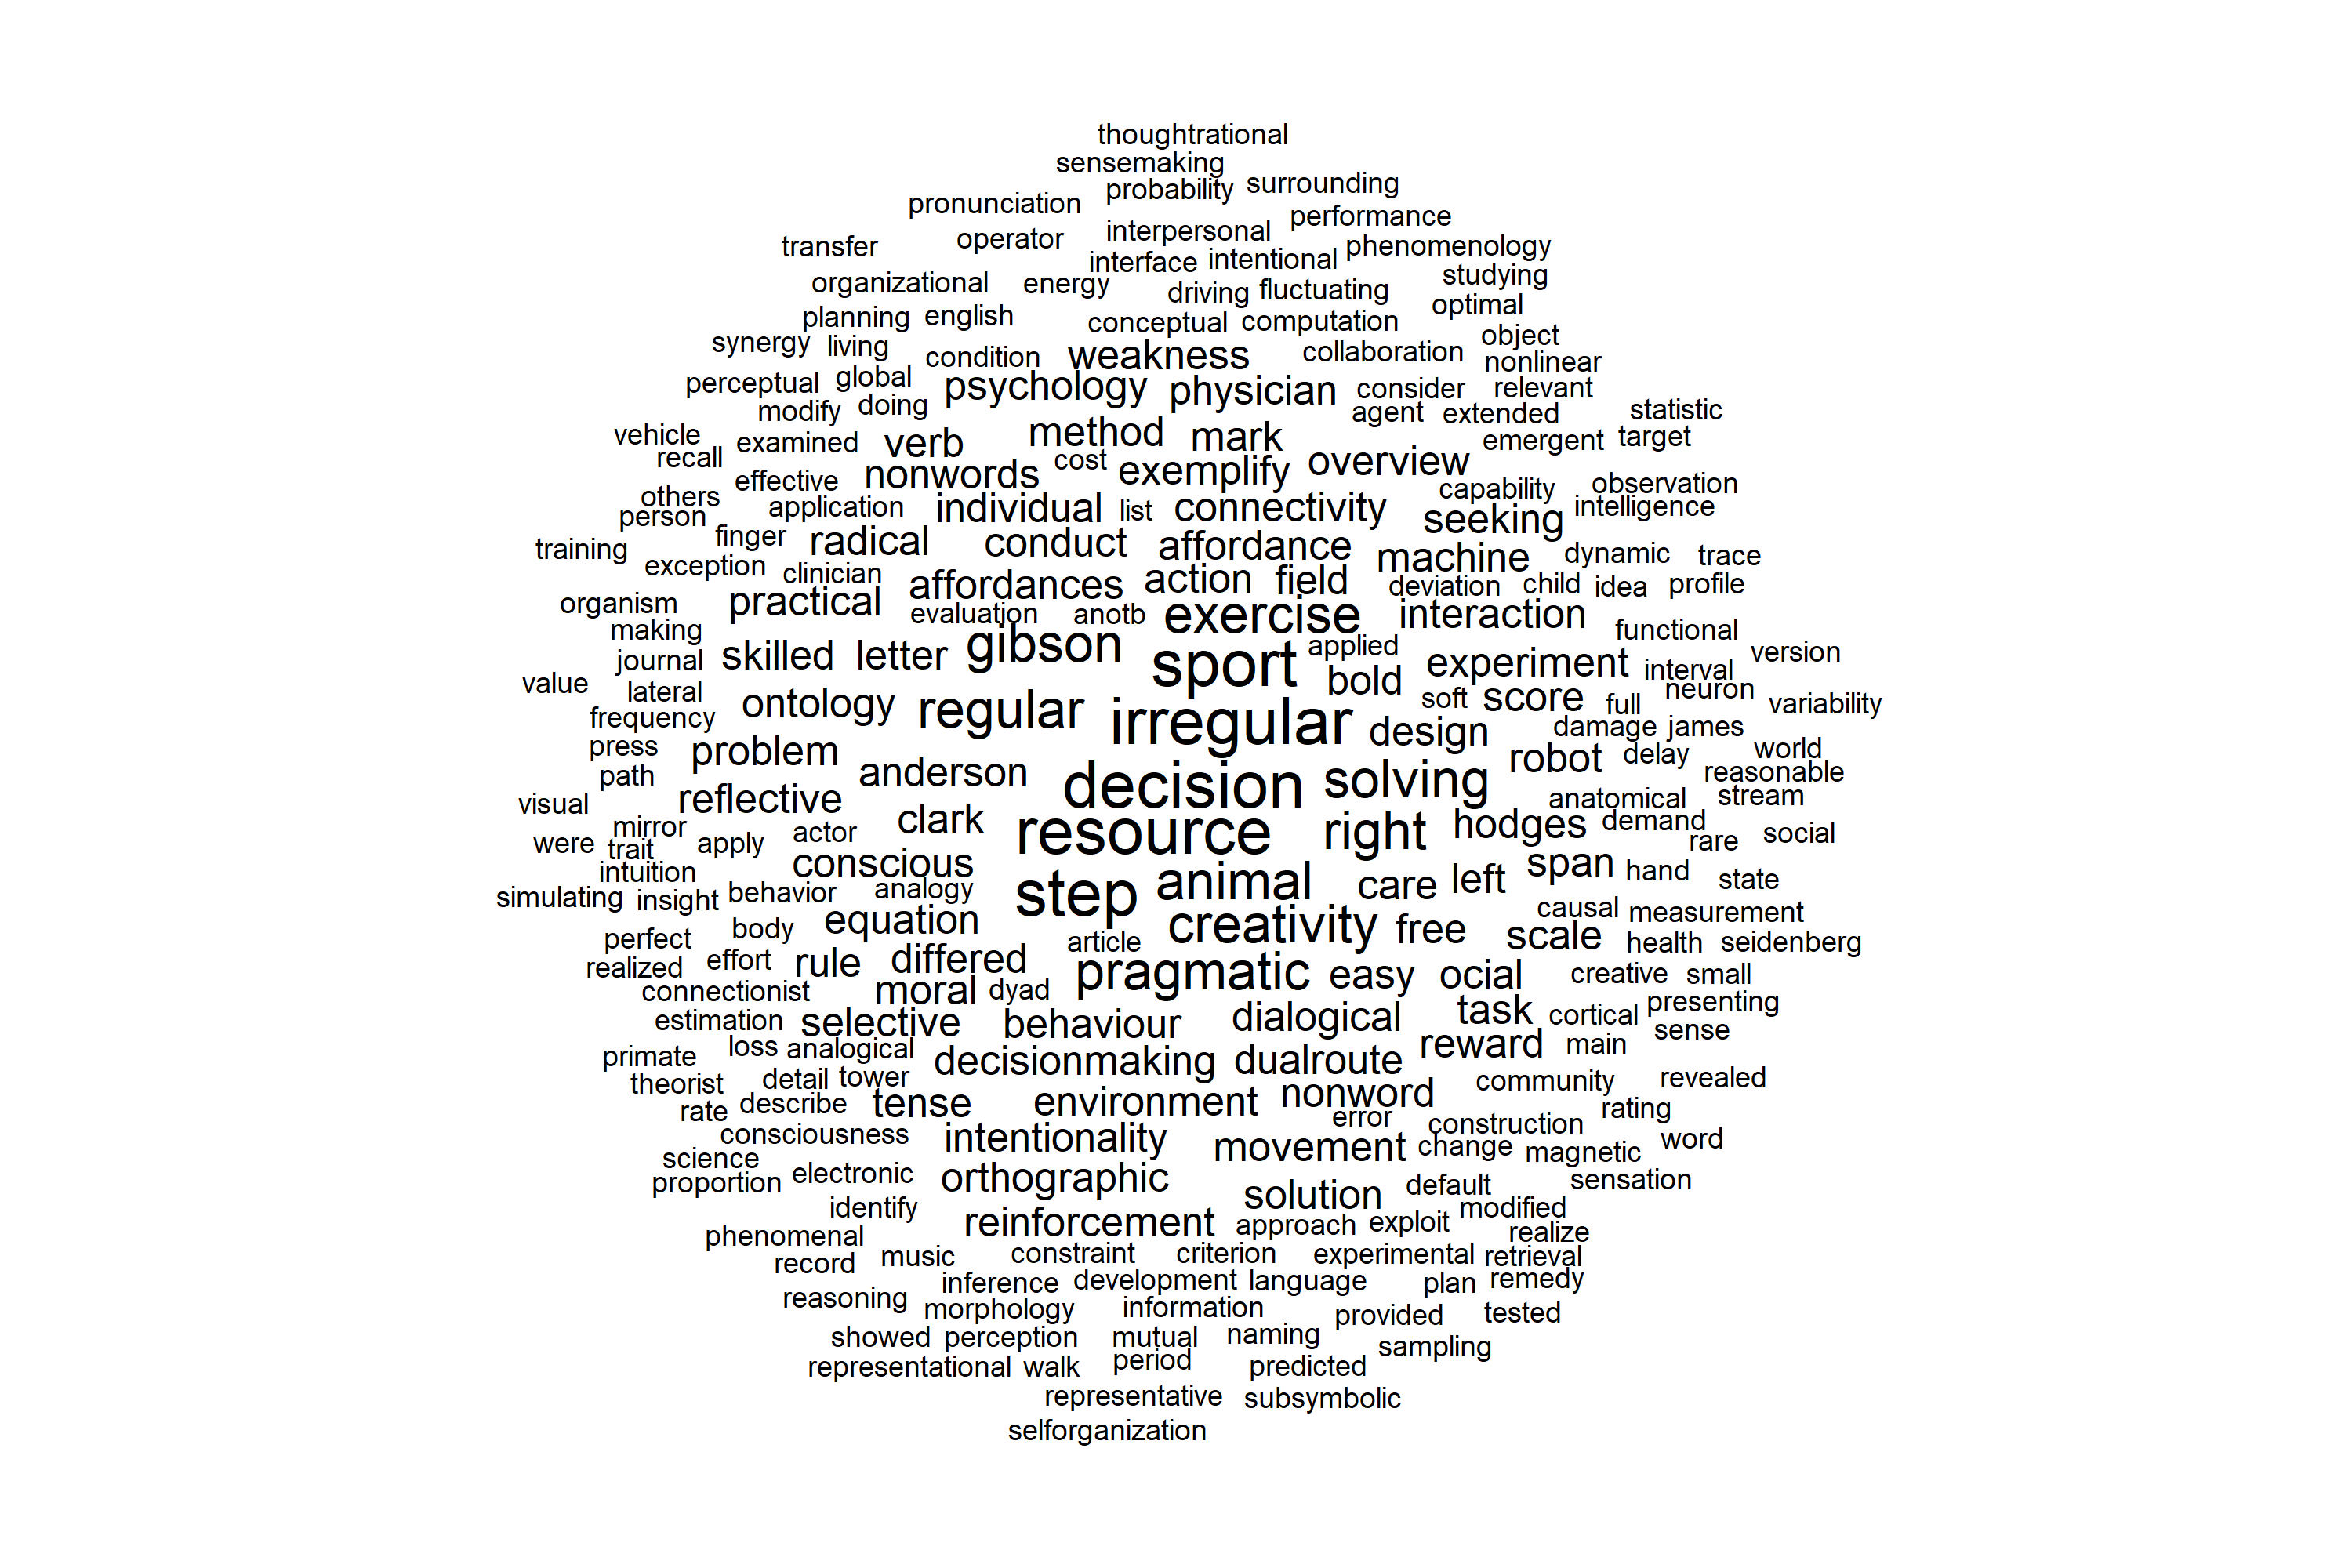 thoughtrational
sensemaking
probability surrounding
pronunciation
performance
interpersonal
transfer operator
phenomenology
interface intentional
organizational energy studying
driving fluctuating
optimal
planning english conceptual computation
object
synergy living condition weakness collaboration
nonlinear
perceptual global psychology physician consider relevant
modify doing agent extended statistic
vehicle examined verb method mark emergent target
recall nonwords cost exemplify overview
effective
others application individual list connectivity capability observation
person seeking intelligence
finger radical conduct affordance
training machine dynamic trace
exception clinician affordances action field deviation child idea profile
organism practical evaluation anotb exercise interaction
making functional
journal skilled letter gibson sport applied experiment interval version
value lateral bold soft score full neuron variability
frequency ontology regular irregular design damage james
press problem robot delay world
path anderson decision solving reasonable
visual reflective anatomical stream
mirror actor clark resource right hodges demand
were trait apply rare social
intuition conscious span hand
simulating insight behavior analogy step animal care left state
body equation creativity free causal measurement
perfect article scale health seidenberg
realized effort rule differed pragmatic easy ocial creative small
connectionist moral dyad presenting
estimation selective behaviour dialogical task cortical sense
primate loss analogical decisionmaking dualroute reward main
theorist detail tower community revealed
rate describe tense environment nonword rating
error construction
consciousness intentionality movement change magnetic word
science
proportion electronic orthographic sensation
solution default
identify modified
phenomenal reinforcement approach exploit realize
record music constraint criterion experimental retrieval
reasoning inference development language plan remedy
morphology information provided tested
showed perception mutual naming sampling
representational walk period predicted
representative subsymbolic
selforganization